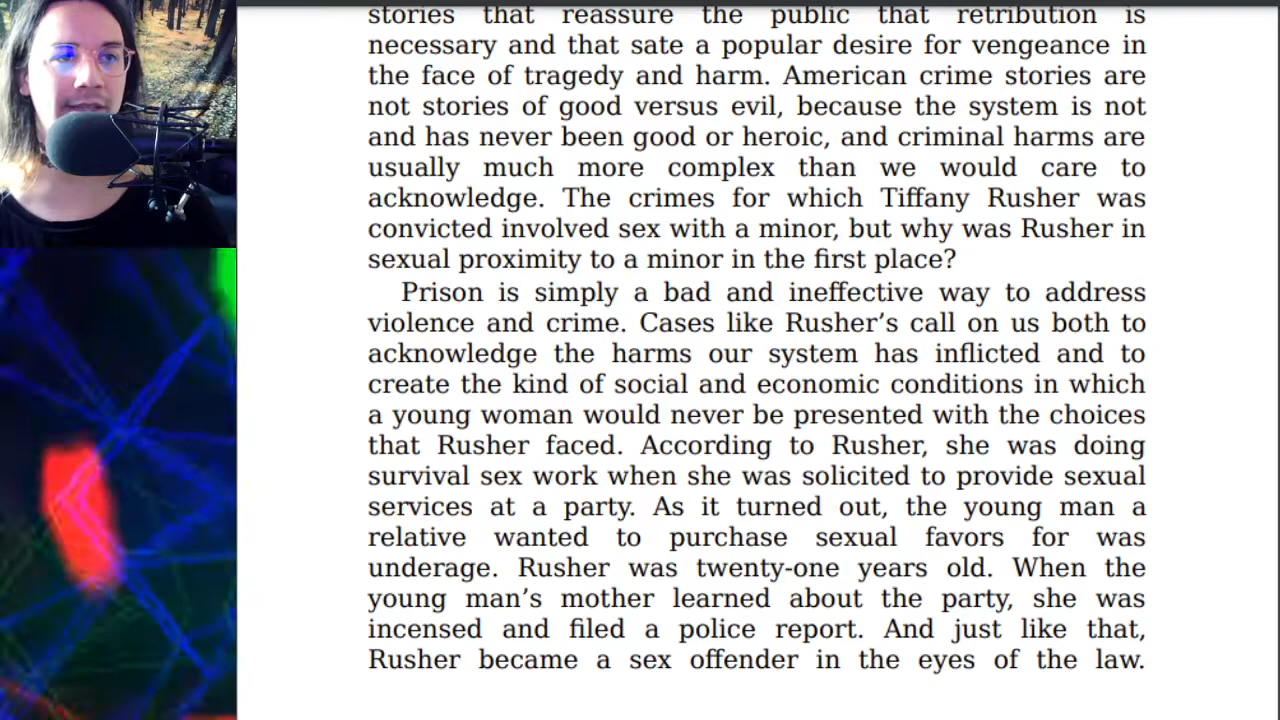 stories that reassure the public that retribution is
necessary and that sate a popular desire for vengeance in
the face of tragedy and harm. American crime stories are
not stories of good versus evil, because the system is not
and has never been good or heroic, and criminal harms are
usually much more complex than we would care to
acknowledge. The crimes for which Tiffany Rusher was
convicted involved sex with a minor, but why was Rusher in
sexual proximity to a minor in the first place?
Prison is simply a bad and ineffective way to address
violence and crime. Cases like Rusher’s call on us both to
acknowledge the harms our system has inflicted and to
create the kind of social and economic conditions in which
a young woman would never be presented with the choices
that Rusher faced. According to Rusher, she was doing
survival sex work when she was solicited to provide sexual
services at a party. As it turned out, the young man a
relative wanted to purchase sexual favors for was
underage. Rusher was twenty-one years old. When the
young man’s mother learned about the party, she was
incensed and filed a police report. And just like that,
Rusher became a sex offender in the eyes of the law.